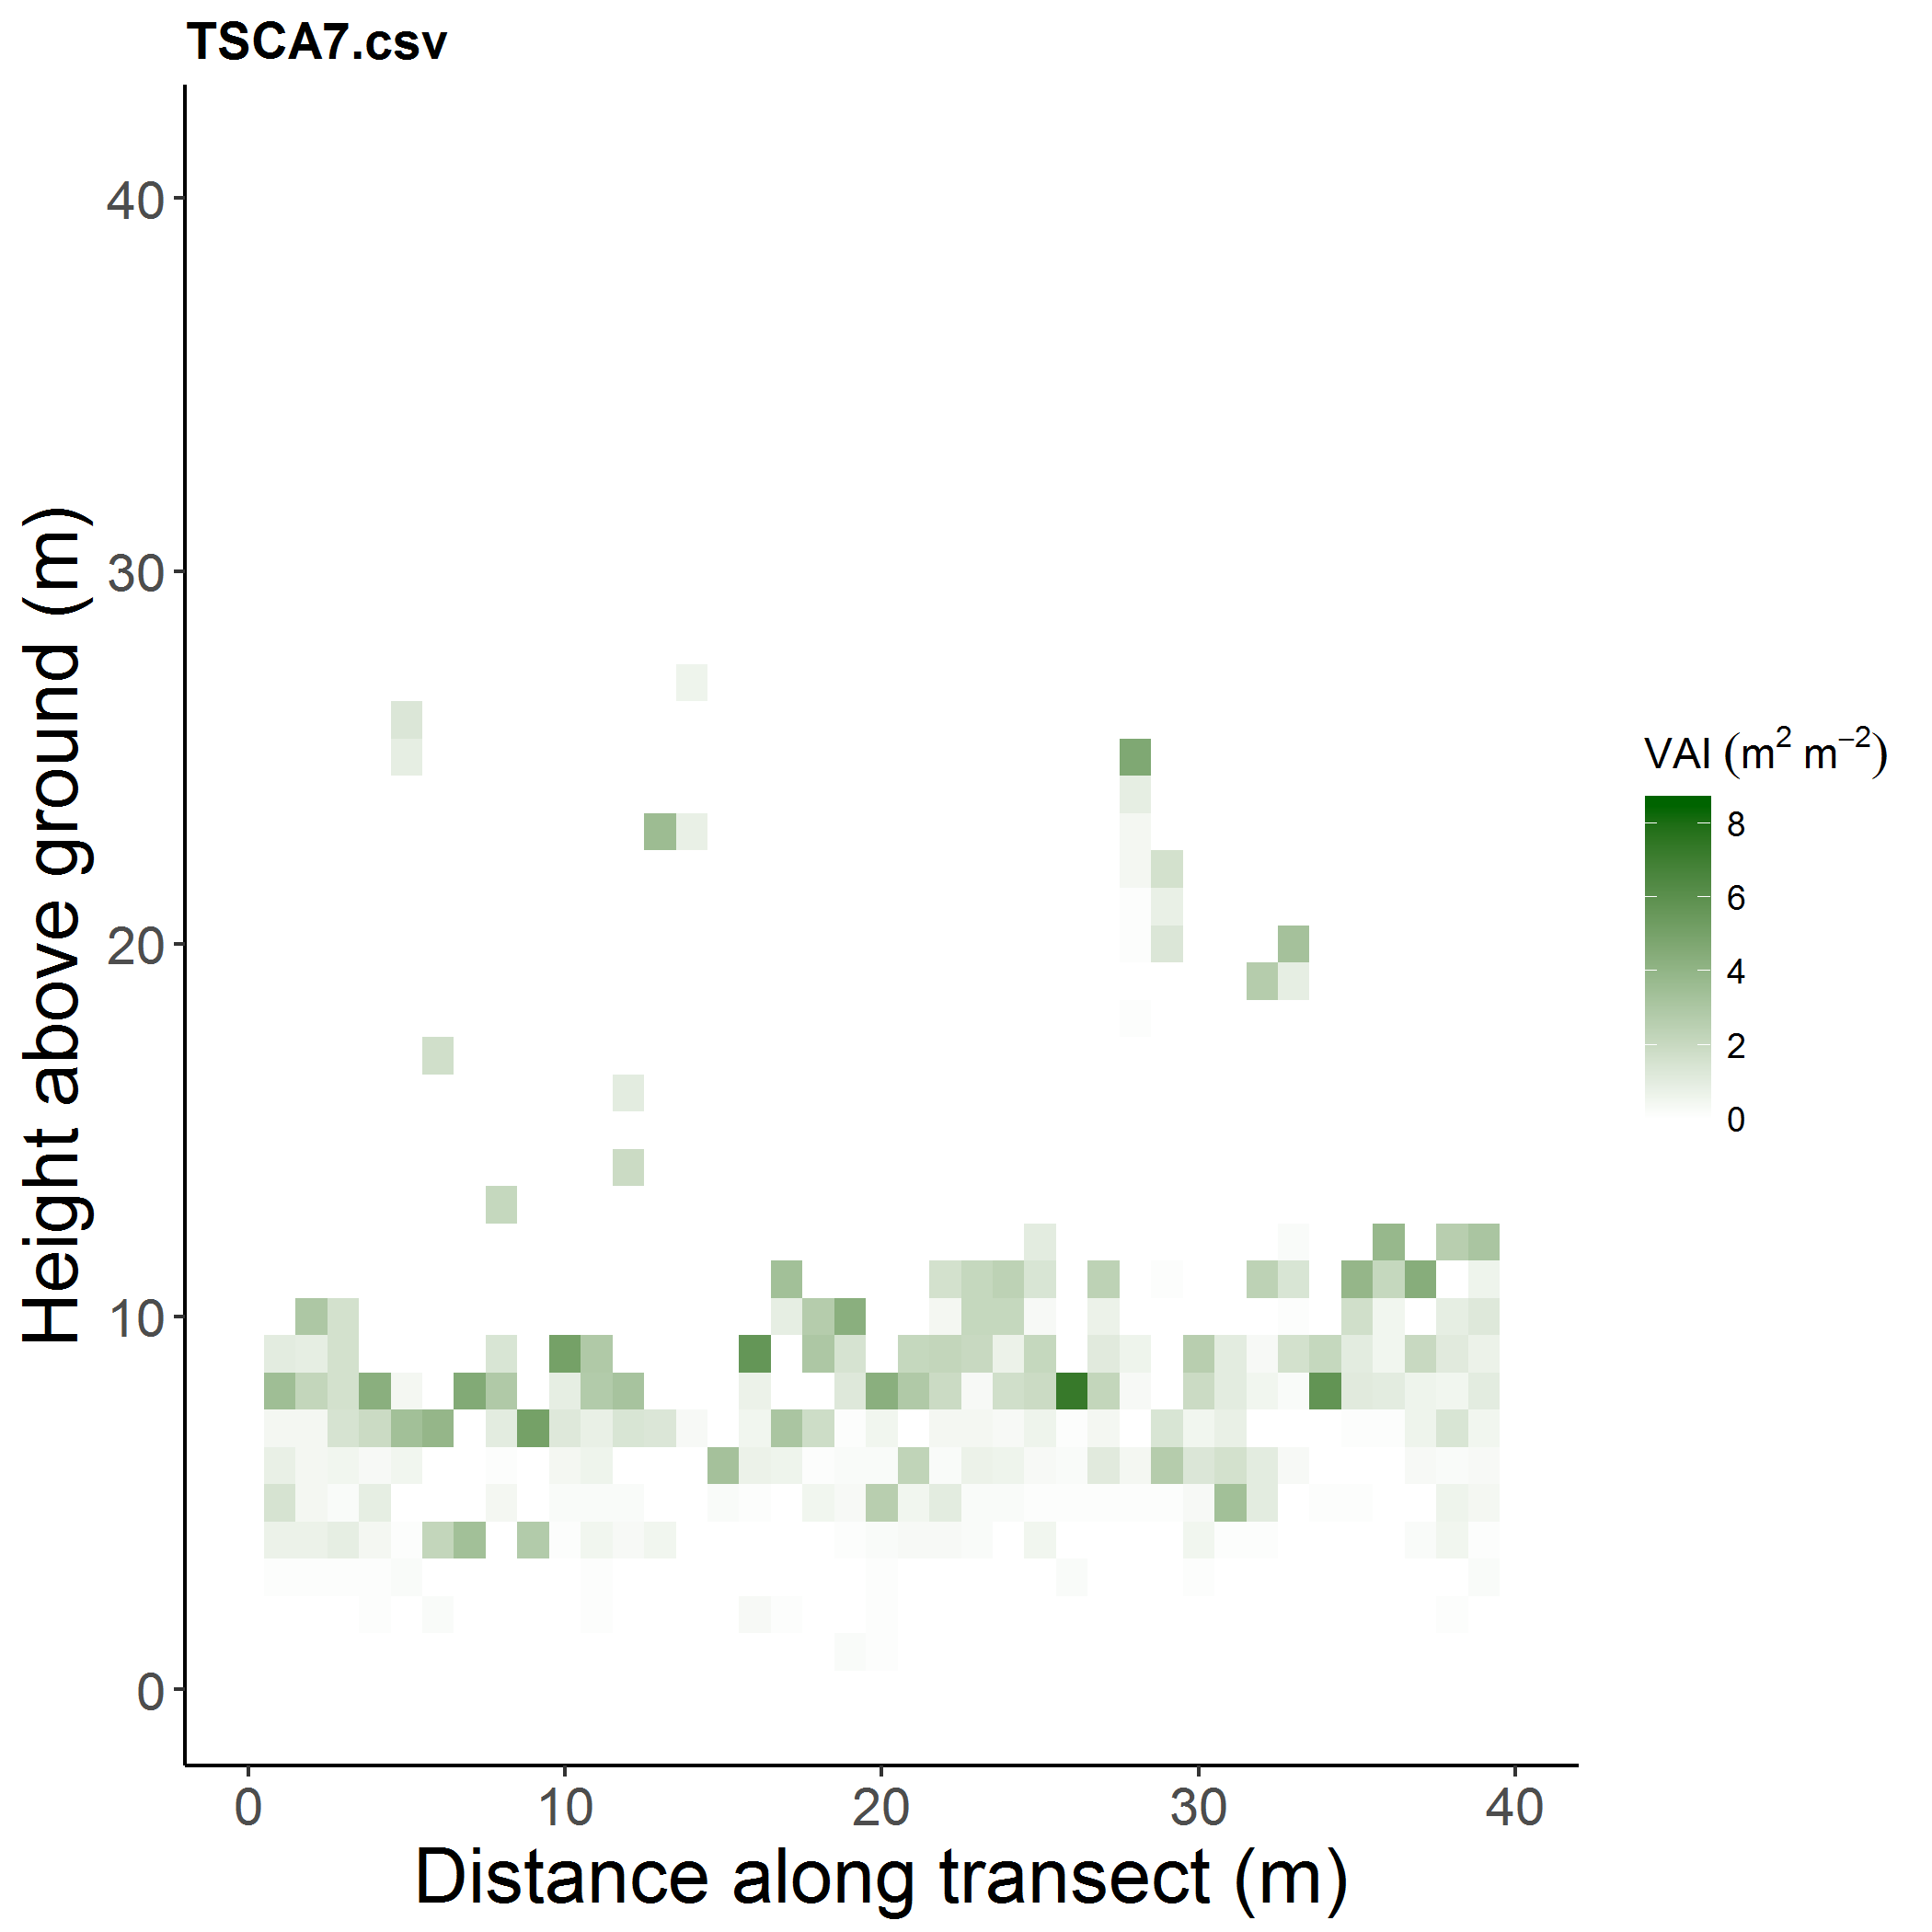 TSCA7.csv
Height above ground (m)
40
30
20
10
0
0 10 20 30 40
Distance along transect (m)
VAI (m² m⁻²)
8
6
4
2
0